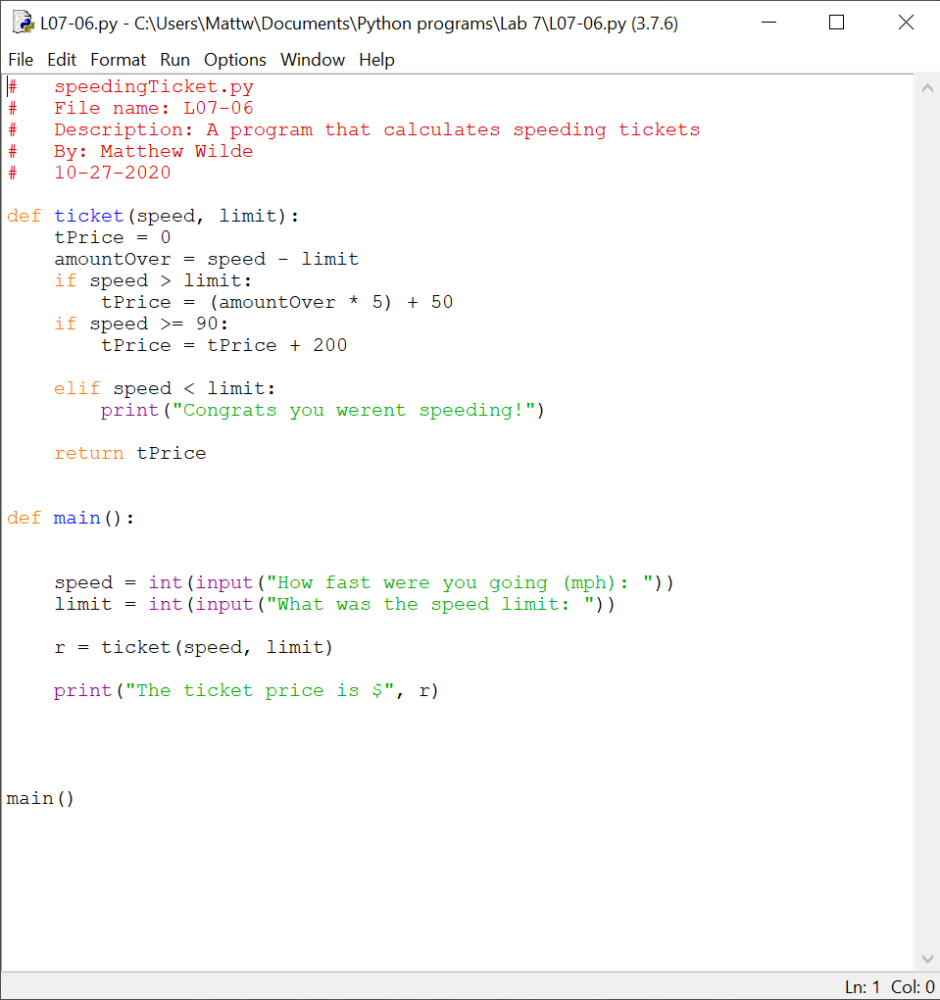 L07-06.py - C:\Users\Mattw\Documents\Python programs\Lab 7\L07-06.py (3.7.6)
File Edit Format Run Options Window Help
#   speedingTicket.py
#   File name: L07-06
#   Description: A program that calculates speeding tickets
#   By: Matthew Wilde
#   10-27-2020
def ticket(speed, limit):
    tPrice = 0
    amountOver = speed - limit
    if speed > limit:
        tPrice = (amountOver * 5) + 50
    if speed >= 90:
        tPrice = tPrice + 200
    elif speed < limit:
        print("Congrats you werent speeding!")
    return tPrice
def main():
    speed = int(input("How fast were you going (mph): "))
    limit = int(input("What was the speed limit: "))
    r = ticket(speed, limit)
    print("The ticket price is $", r)
main()
Ln: 1 Col: 0